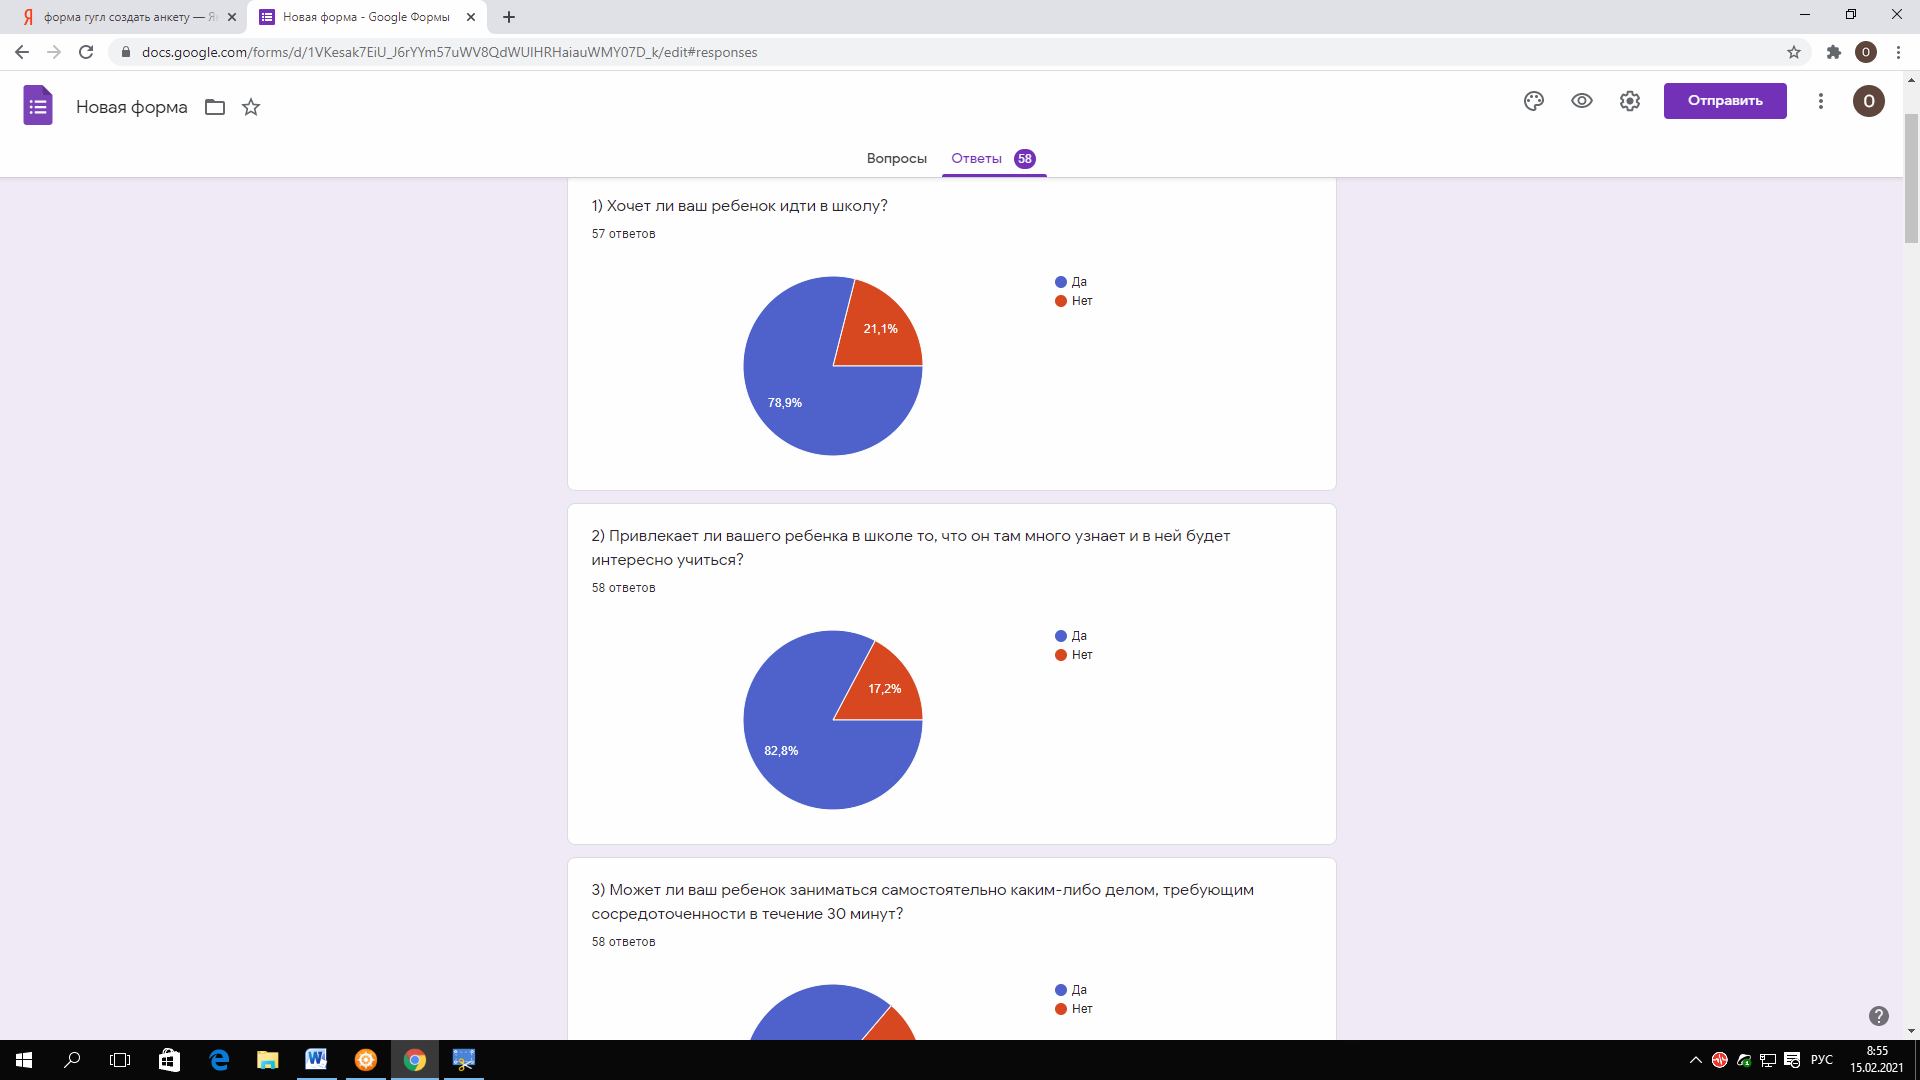 форма гугл создать анкету — Ян
Новая форма - Google Формы
docs.google.com/forms/d/1VKesak7EiU_J6rYYm57uWV8QdWUIHRHaiauWMY07D_k/edit#responses
О
Новая форма
Отправить
О
Вопросы
Ответы 58
1) Хочет ли ваш ребенок идти в школу?
57 ответов
Да
Нет
21,1%
78,9%
2) Привлекает ли вашего ребенка в школе то, что он там много узнает и в ней будет
интересно учиться?
58 ответов
Да
Нет
17,2%
82,8%
3) Может ли ваш ребенок заниматься самостоятельно каким-либо делом, требующим
сосредоточенности в течение 30 минут?
58 ответов
Да
Нет
РУС
8:55
15.02.2021